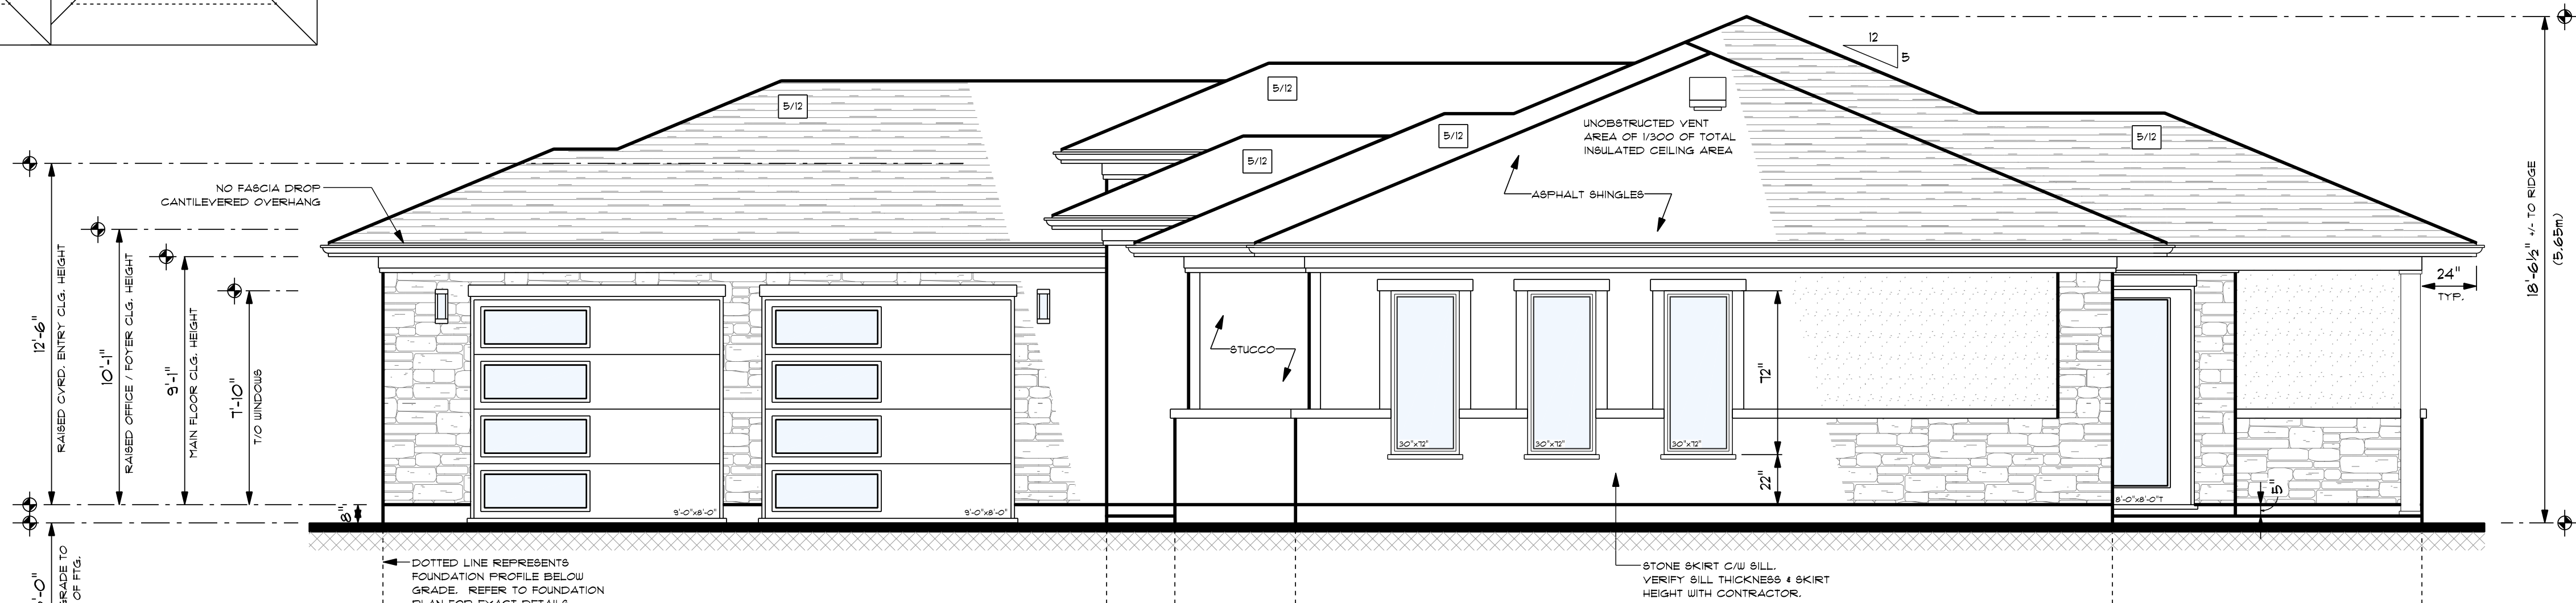 12
5
5/12
5/12
5/12
5/12
5/12
UNOBSTRUCTED VENT
AREA OF 1/300 OF TOTAL
INSULATED CEILING AREA
NO FASCIA DROP
CANTILEVERED OVERHANG
ASPHALT SHINGLES
12'-6"
RAISED CVRD. ENTRY CLG. HEIGHT
10'-1"
RAISED OFFICE / FOYER CLG. HEIGHT
9'-1"
MAIN FLOOR CLG. HEIGHT
7'-10"
T/O WINDOWS
8"
STUCCO
72"
22"
30"x72"
30"x72"
30"x72"
9'-0"x8'-0"
9'-0"x8'-0"
8'-0"x8'-0"T
5"
24"
TYP.
18'-6½" +/- TO RIDGE
(5.65m)
DOTTED LINE REPRESENTS
FOUNDATION PROFILE BELOW
GRADE. REFER TO FOUNDATION
PLAN FOR EXACT DETAILS
STONE SKIRT C/W SILL.
VERIFY SILL THICKNESS & SKIRT
HEIGHT WITH CONTRACTOR.
'-0"
GRADE TO
OF FTG.